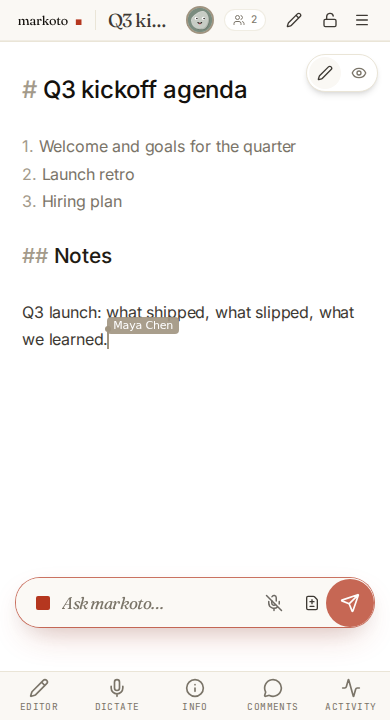 markoto
Q3 ki...
2
# Q3 kickoff agenda
1. Welcome and goals for the quarter
2. Launch retro
3. Hiring plan
## Notes
Q3 launch: what shipped, what slipped, what
Maya Chen
we learned.
Ask markoto...
EDITOR
DICTATE
INFO
COMMENTS
ACTIVITY